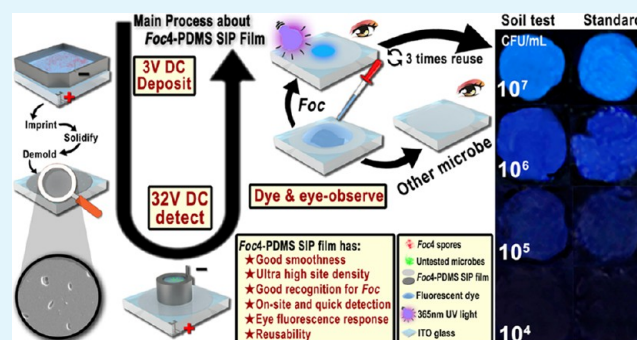 Main Process about
Foc4-PDMS SIP Film
3V DC
Deposit
Imprint
Solidify
Demold
32V DC
detect
Foc
3 times reuse
Other microbe
Dye & eye-observe
Foc4-PDMS SIP film has:
★Good smoothness
★Ultra high site density
★Good recognition for Foc
★On-site and quick detection
★Eye fluorescence response
★Reusability
Foc4 spores
Untested microbes
Foc4-PDMS SIP film
Fluorescent dye
365nm UV light
ITO glass
Soil test Standard
CFU/mL
10⁷
10⁶
10⁵
10⁴